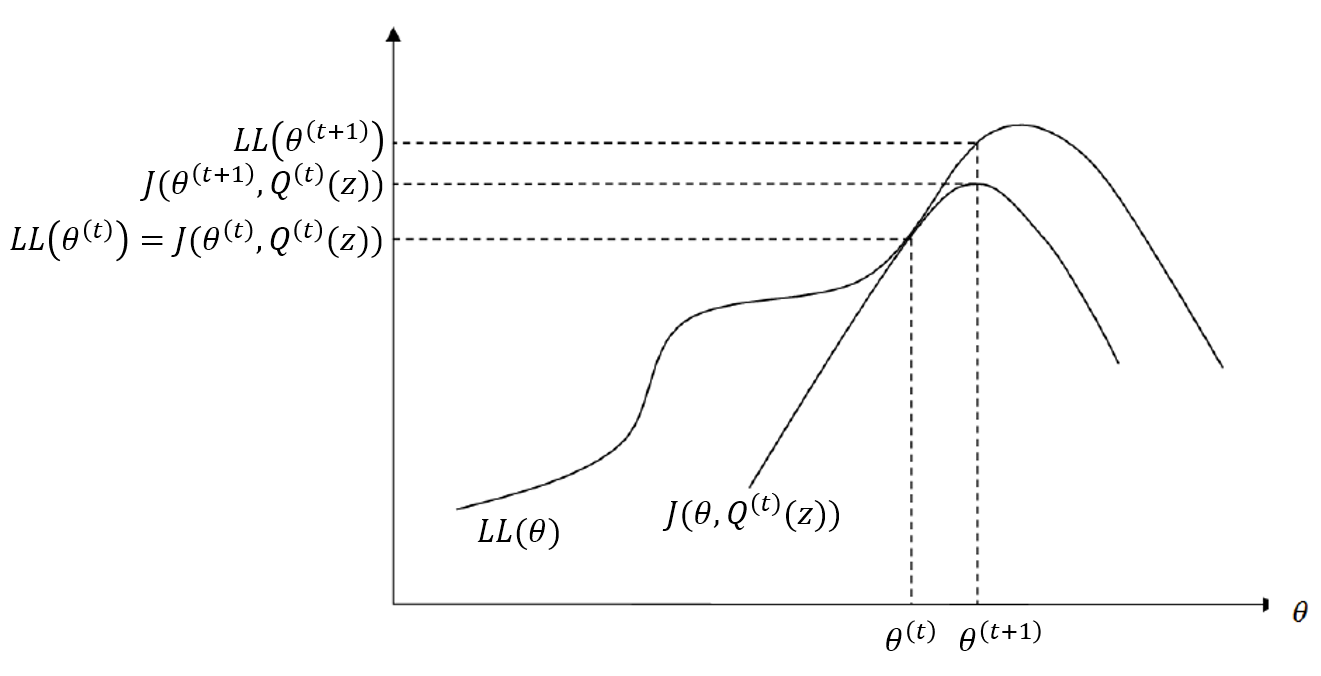 LL(θ^(t+1))
J(θ^(t+1), Q^(t)(z))
LL(θ^(t)) = J(θ^(t), Q^(t)(z))
J(θ, Q^(t)(z))
LL(θ)
θ
θ^(t) θ^(t+1)